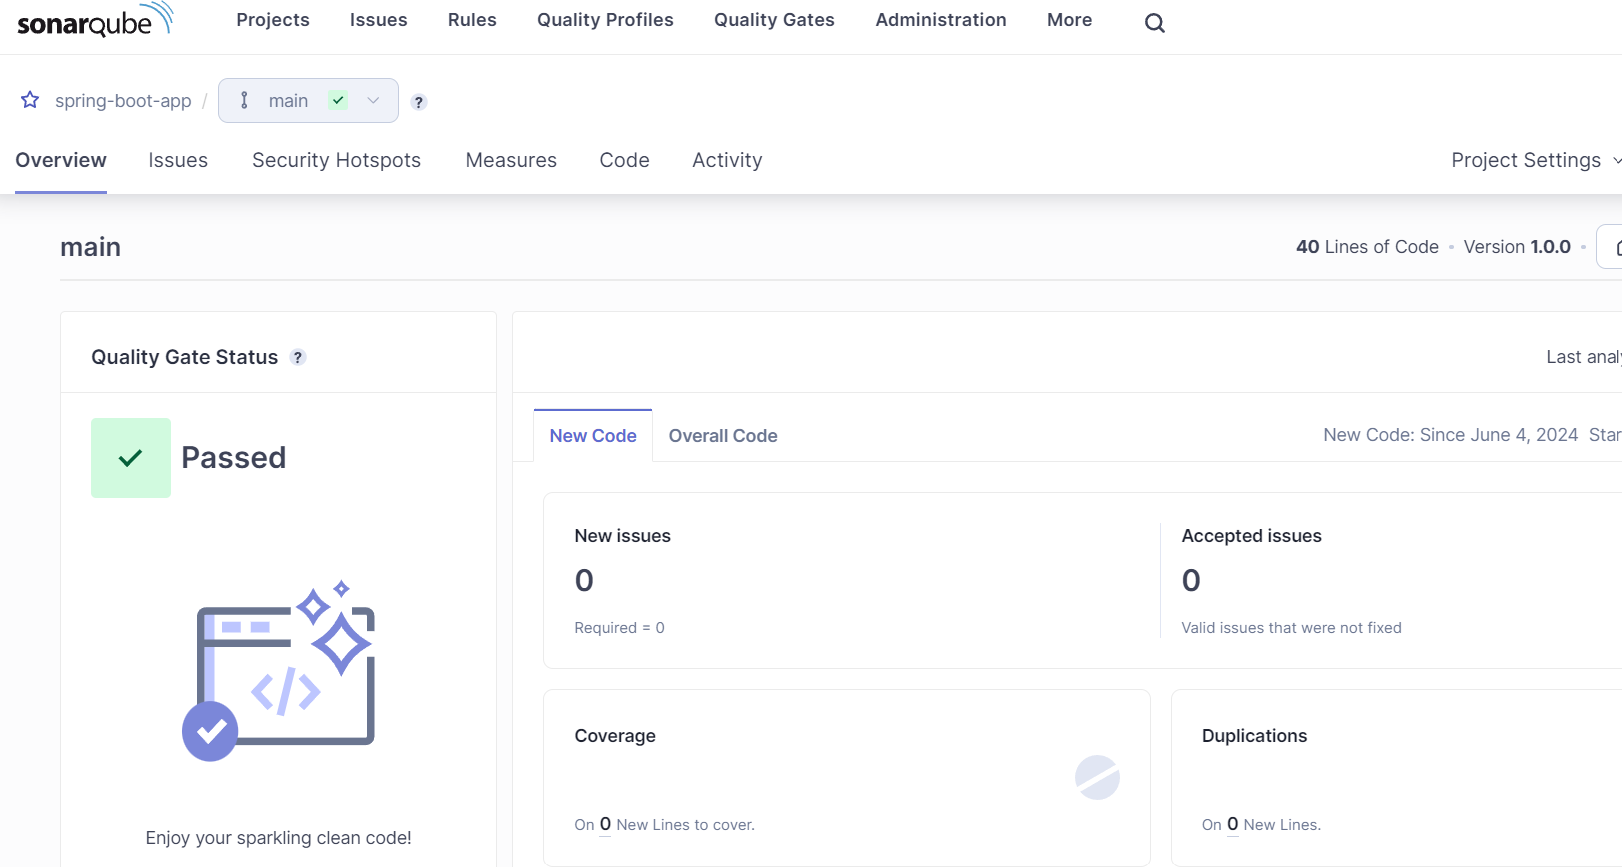 sonarqube Projects Issues Rules Quality Profiles Quality Gates Administration More
spring-boot-app / main ?
Overview Issues Security Hotspots Measures Code Activity Project Settings
main 40 Lines of Code • Version 1.0.0 •
Quality Gate Status ?
Last
Passed
New Code Overall Code New Code: Since June 4, 2024
New issues
0
Required = 0
Accepted issues
0
Valid issues that were not fixed
Coverage
On 0 New Lines to cover.
Duplications
On 0 New Lines.
</>
Enjoy your sparkling clean code!